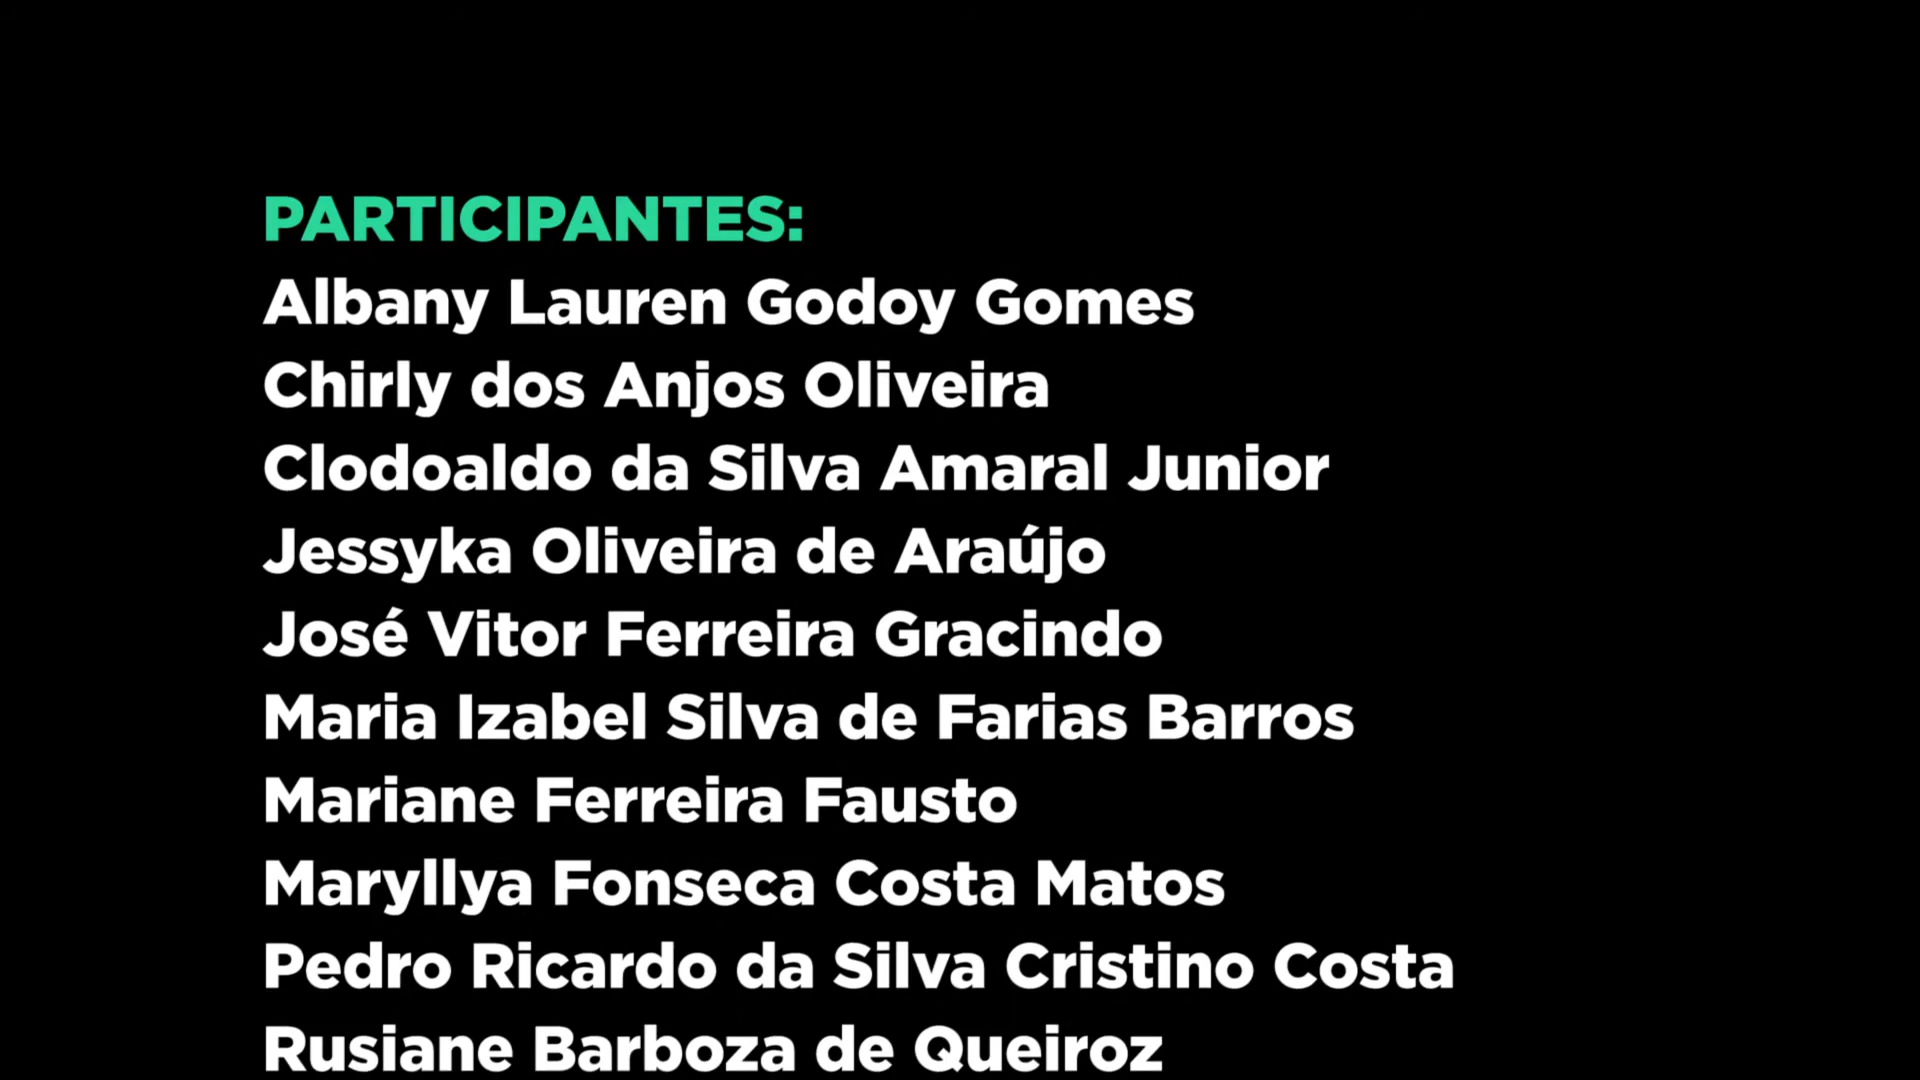 PARTICIPANTES:
Albany Lauren Godoy Gomes
Chirly dos Anjos Oliveira
Clodoaldo da Silva Amaral Junior
Jessyka Oliveira de Araújo
José Vitor Ferreira Gracindo
Maria Izabel Silva de Farias Barros
Mariane Ferreira Fausto
Maryllya Fonseca Costa Matos
Pedro Ricardo da Silva Cristino Costa
Rusiane Barboza de Queiroz